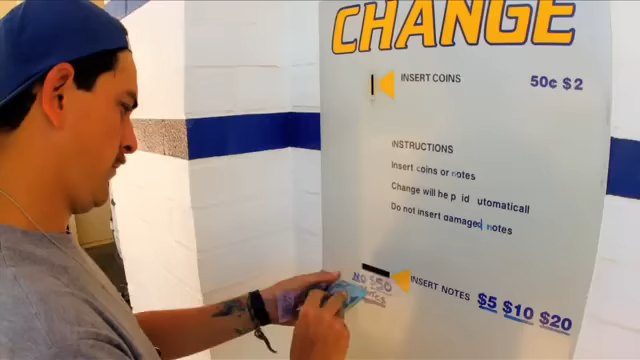 CHANGE
INSERT COINS
50¢ $2
INSTRUCTIONS
Insert coins or notes
Change will be p id utomaticall
Do not insert damaged notes
NO $50
NOTES
INSERT NOTES $5 $10 $20